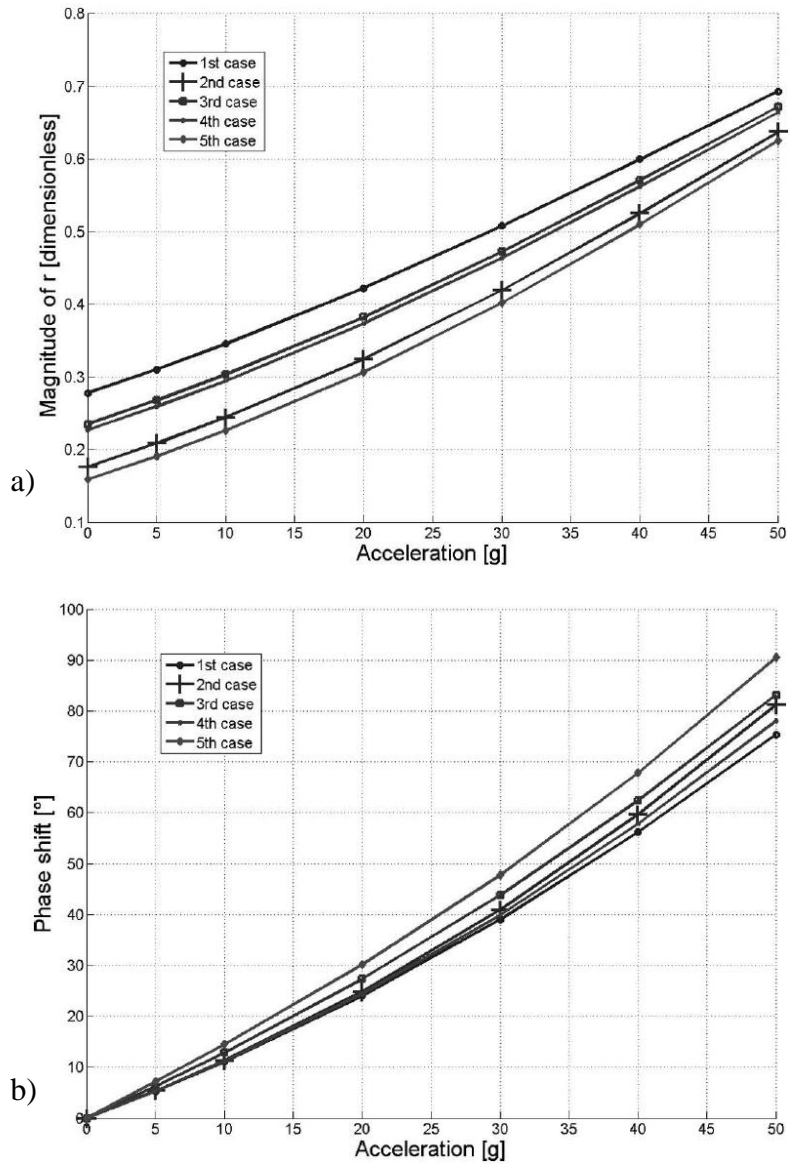 0.8
0.7
0.6
0.5
0.4
0.3
0.2
0.1
Magnitude of r [dimensionless]
1st case
2nd case
3rd case
4th case
5th case
a)
0 5 10 15 20 25 30 35 40 45 50
Acceleration [g]
100
90
80
70
60
50
40
30
20
10
0
Phase shift [°]
1st case
2nd case
3rd case
4th case
5th case
b)
0 5 10 15 20 25 30 35 40 45 50
Acceleration [g]